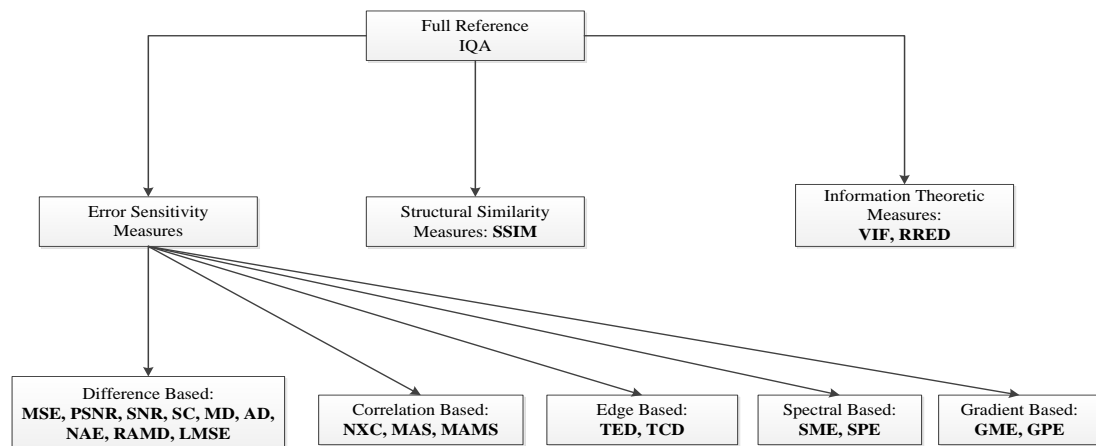 Full Reference
IQA
Error Sensitivity
Measures
Structural Similarity
Measures: SSIM
Information Theoretic
Measures:
VIF, RRED
Difference Based:
MSE, PSNR, SNR, SC, MD, AD,
NAE, RAMD, LMSE
Correlation Based:
NXC, MAS, MAMS
Edge Based:
TED, TCD
Spectral Based:
SME, SPE
Gradient Based:
GME, GPE